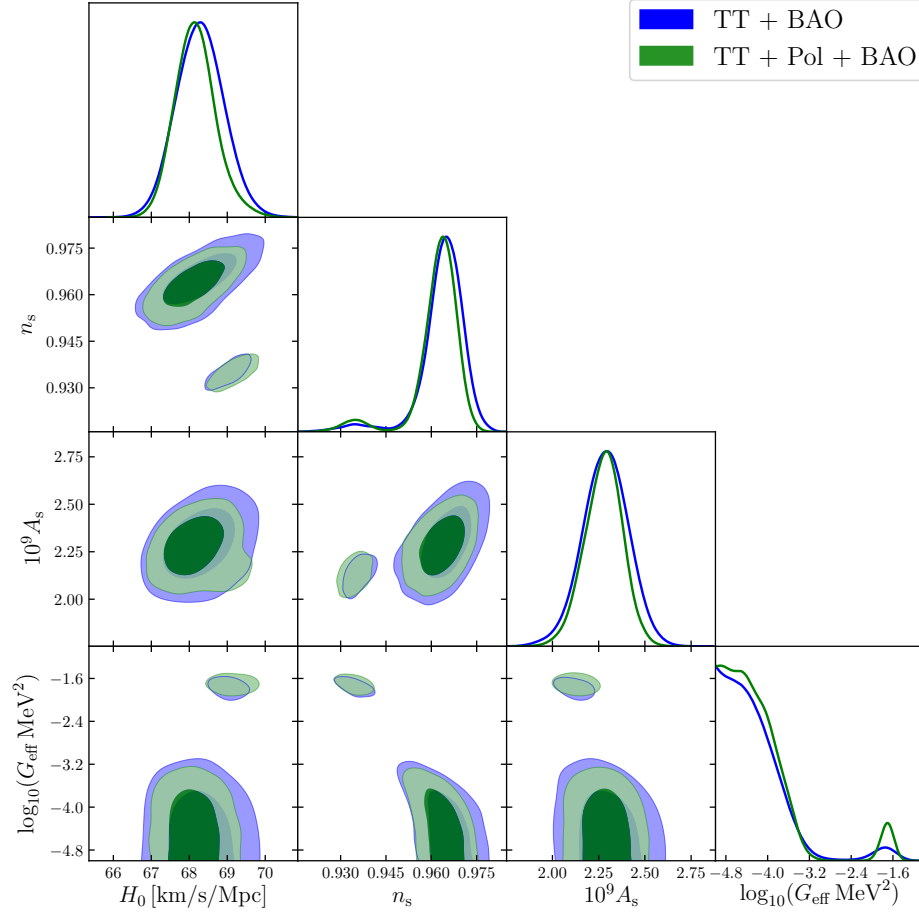 TT + BAO
TT + Pol + BAO
0.975
0.960
0.945
0.930
n_s
2.75
2.50
2.25
2.00
10^9 A_s
−1.6
−2.4
−3.2
−4.0
−4.8
log_10(G_eff MeV^2)
66 67 68 69 70
H_0 [km/s/Mpc]
0.930 0.945 0.960 0.975
n_s
2.00 2.25 2.50 2.75
10^9 A_s
−4.8 −4.0 −3.2 −2.4 −1.6
log_10(G_eff MeV^2)